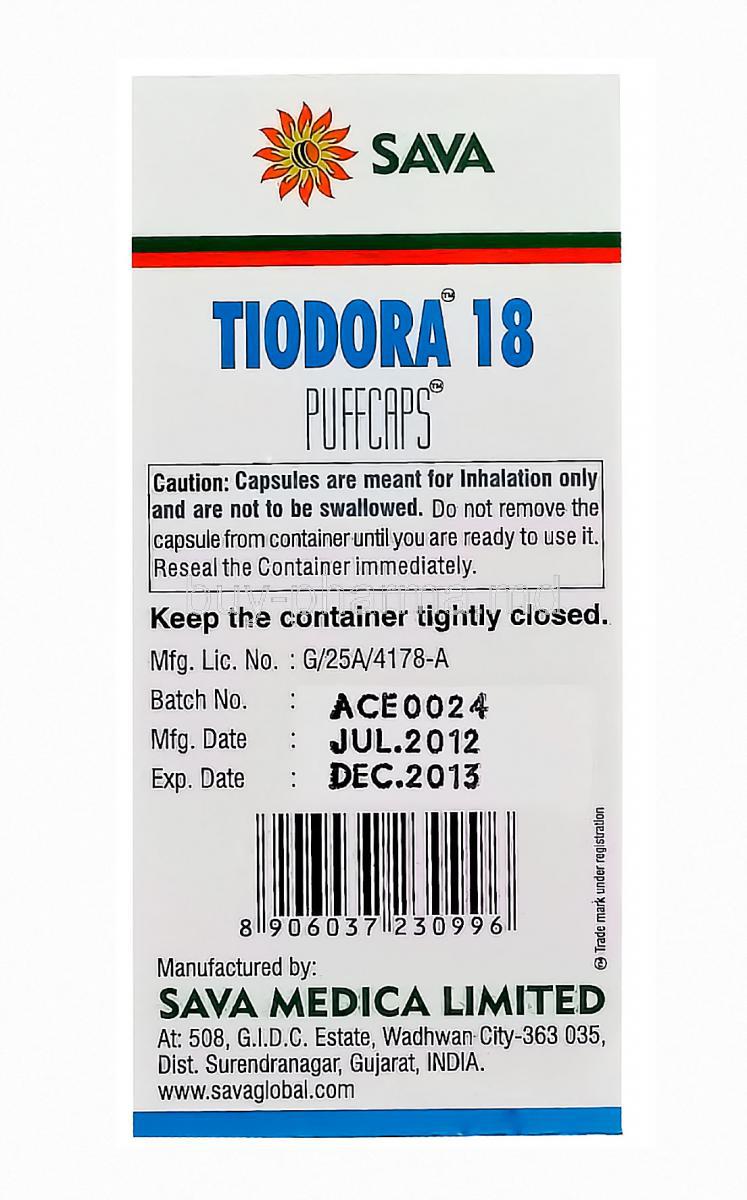 SAVA
TIODORA™ 18
PUFFCAPS™
Caution: Capsules are meant for Inhalation only
and are not to be swallowed. Do not remove the
capsule from container until you are ready to use it.
Reseal the Container immediately.
buy-pharma.md
Keep the container tightly closed.
Mfg. Lic. No. : G/25A/4178-A
Batch No. : ACE0024
Mfg. Date : JUL.2012
Exp. Date : DEC.2013
8 906037 230996
™ Trade mark under registration
Manufactured by:
SAVA MEDICA LIMITED
At: 508, G.I.D.C. Estate, Wadhwan City-363 035,
Dist. Surendranagar, Gujarat, INDIA.
www.savaglobal.com